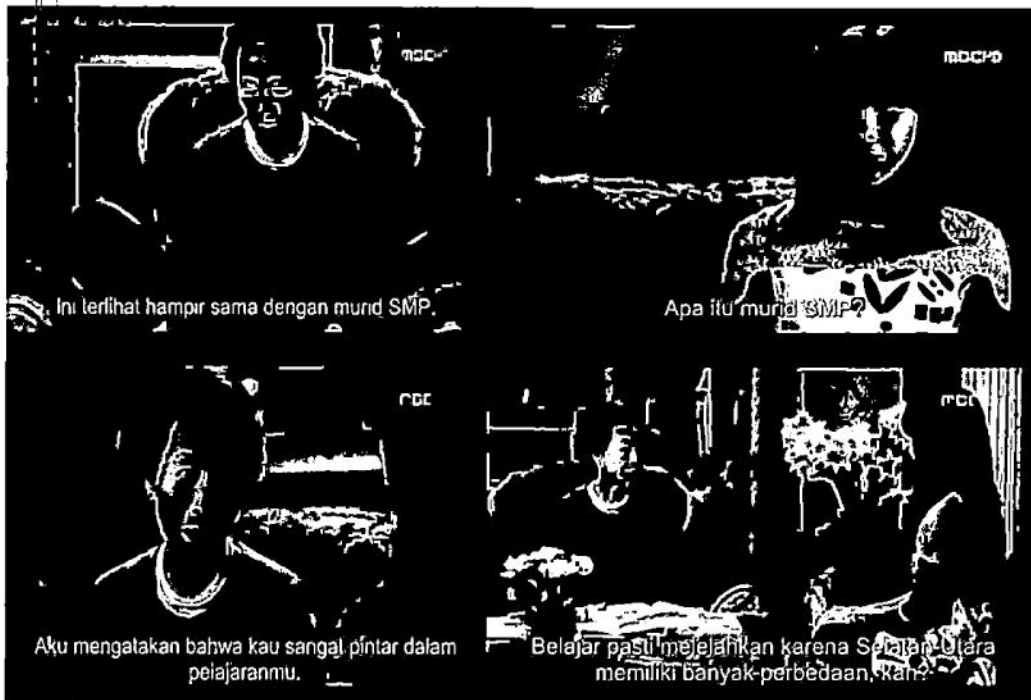 MBC
MBCHD
Ini terlihat hampir sama dengan murid SMP.
Apa itu murid SMP?
MBC
MBC
Aku mengatakan bahwa kau sangat pintar dalam
pelajaranmu.
Belajar pasti melelahkan karena Selatan-Utara
memiliki banyak-perbedaan, kan?